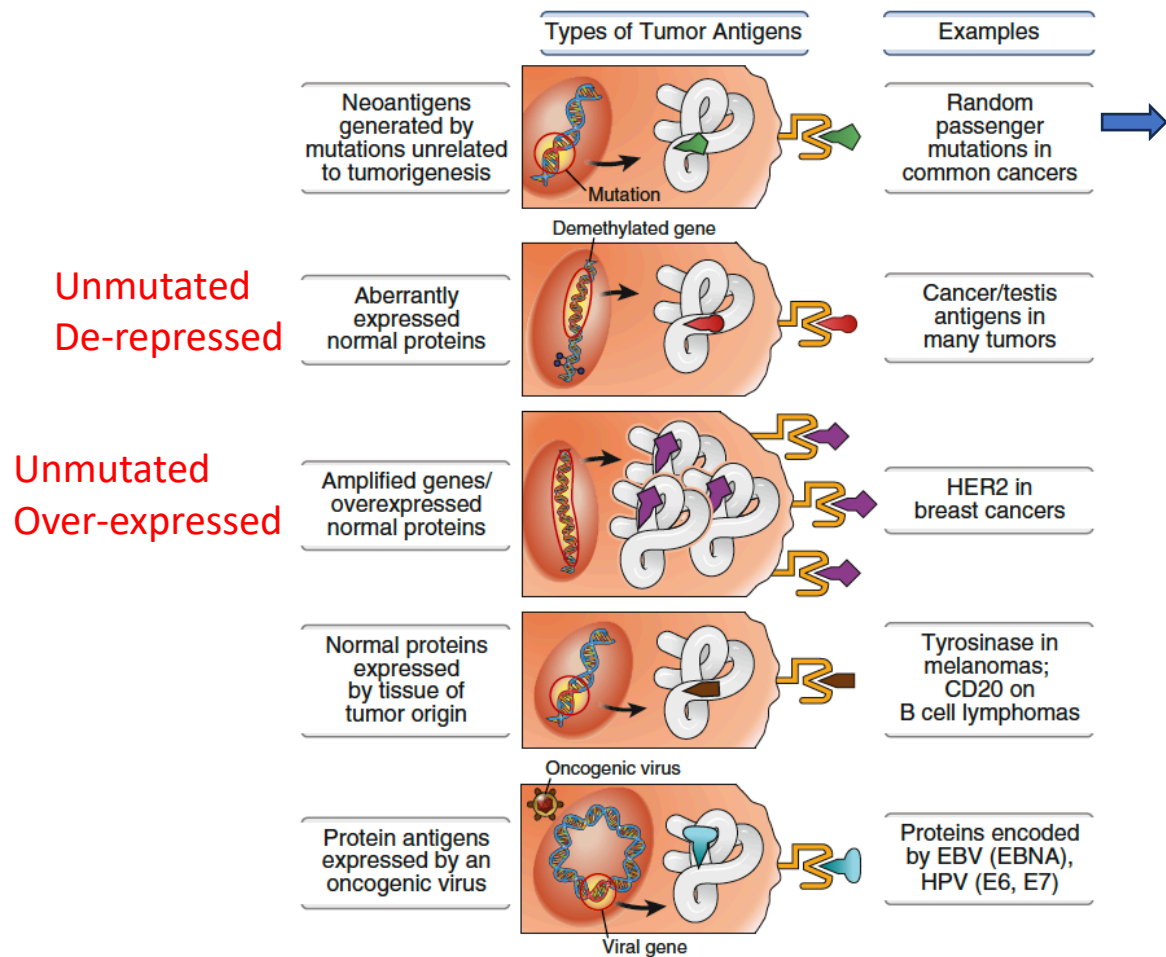 Types of Tumor Antigens
Examples
Neoantigens
generated by
mutations unrelated
to tumorigenesis
Mutation
Random
passenger
mutations in
common cancers
Unmutated
De-repressed
Aberrantly
expressed
normal proteins
Demethylated gene
Cancer/testis
antigens in
many tumors
Unmutated
Over-expressed
Amplified genes/
overexpressed
normal proteins
HER2 in
breast cancers
Normal proteins
expressed
by tissue of
tumor origin
Tyrosinase in
melanomas;
CD20 on
B cell lymphomas
Protein antigens
expressed by an
oncogenic virus
Oncogenic virus
Viral gene
Proteins encoded
by EBV (EBNA),
HPV (E6, E7)